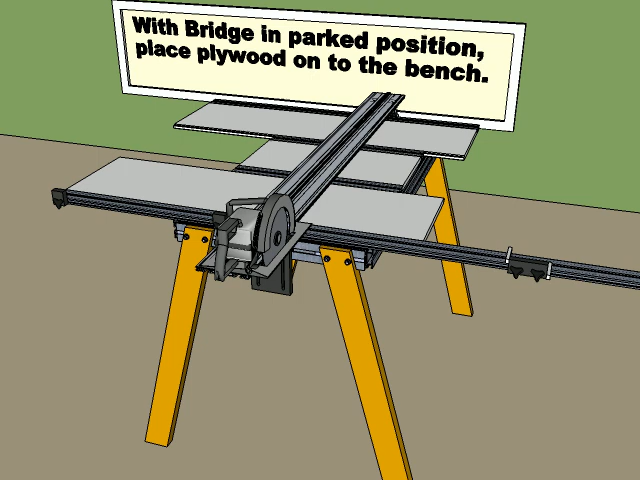 With Bridge in parked position,
place plywood on to the bench.